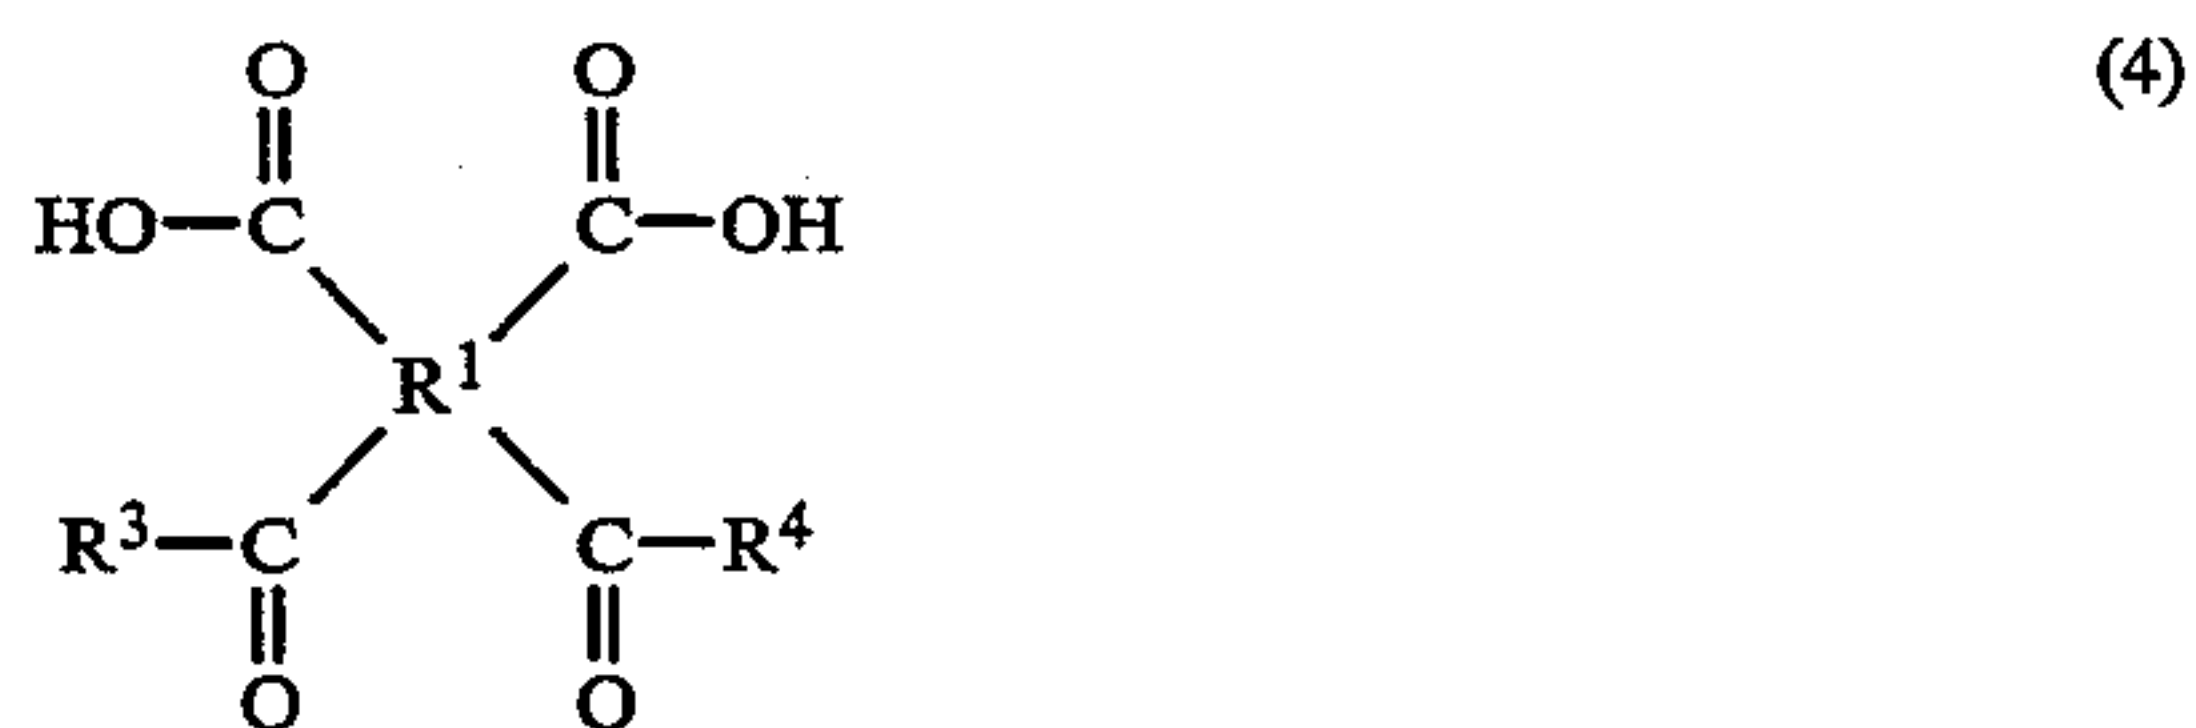 O O (4)
HO C C OH
R¹
R³ C C R⁴
O O